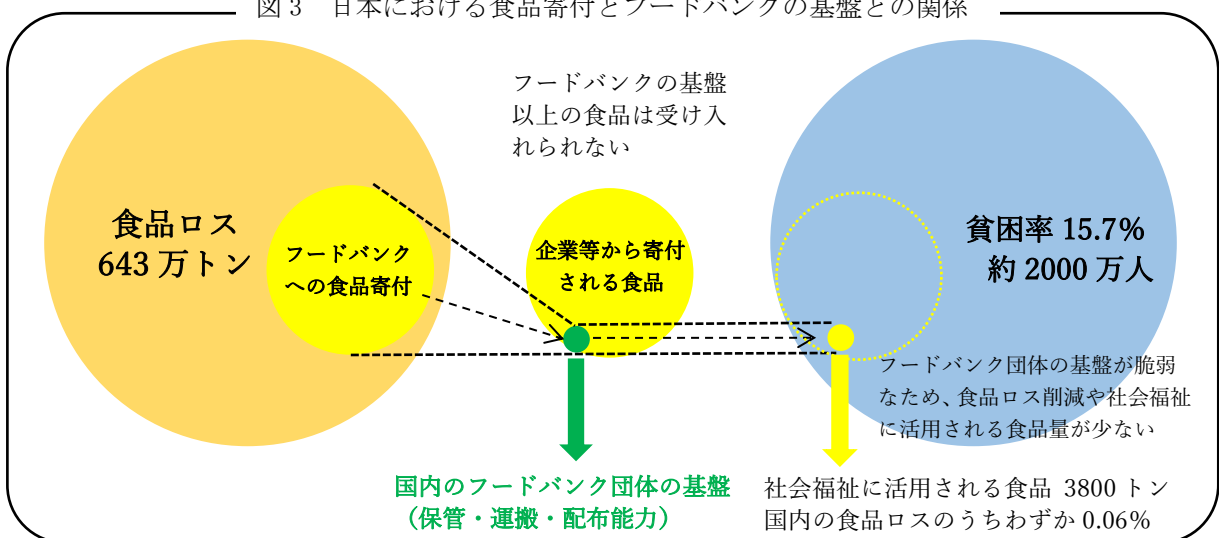 図3 日本における食品寄付とフードバンクの基盤との関係
フードバンクの基盤
以上の食品は受け入
れられない
食品ロス
643 万トン
フードバンク
への食品寄付
企業等から寄付
される食品
貧困率 15.7%
約 2000 万人
フードバンク団体の基盤が脆弱
なため、食品ロス削減や社会福祉
に活用される食品量が少ない
国内のフードバンク団体の基盤
（保管・運搬・配布能力）
社会福祉に活用される食品 3800 トン
国内の食品ロスのうちわずか 0.06%